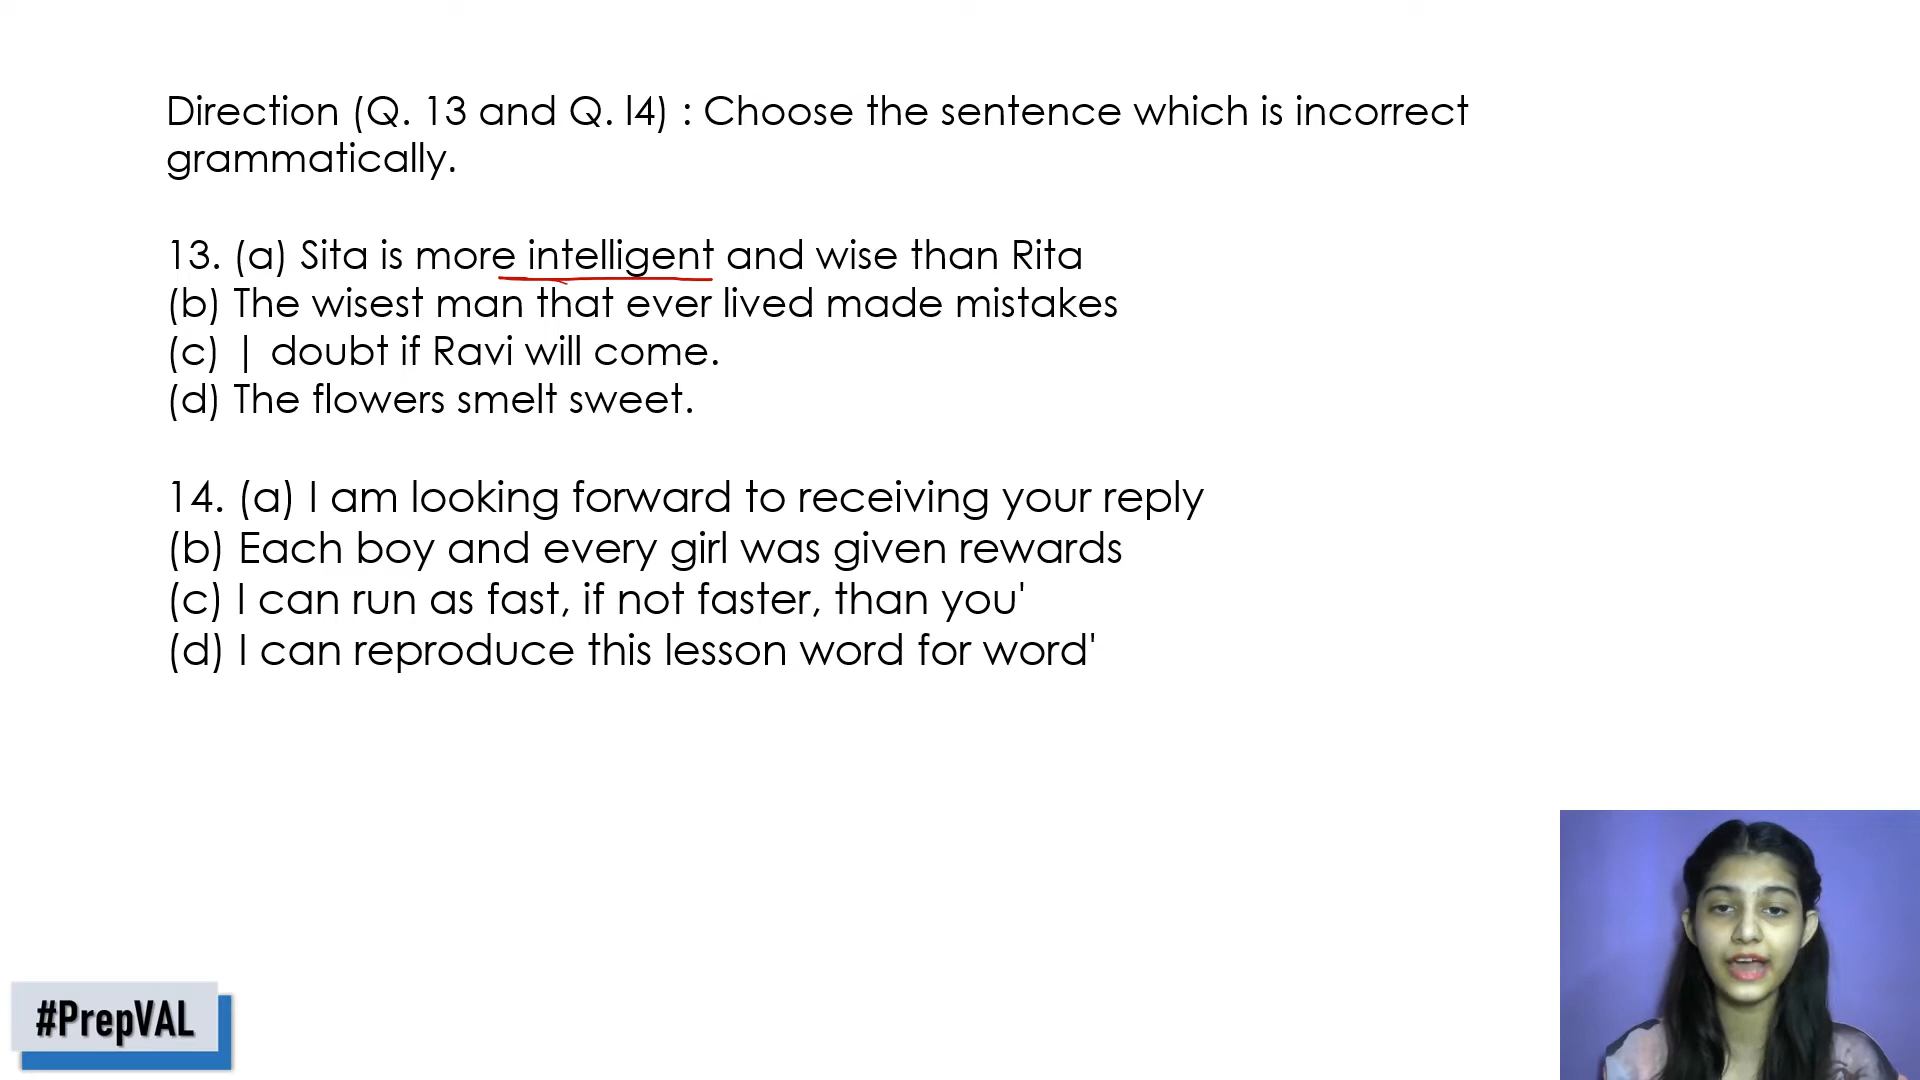 Direction (Q. 13 and Q. l4) : Choose the sentence which is incorrect
grammatically.
13. (a) Sita is more intelligent and wise than Rita
(b) The wisest man that ever lived made mistakes
(c) | doubt if Ravi will come.
(d) The flowers smelt sweet.
14. (a) I am looking forward to receiving your reply
(b) Each boy and every girl was given rewards
(c) I can run as fast, if not faster, than you'
(d) I can reproduce this lesson word for word'
#PrepVAL